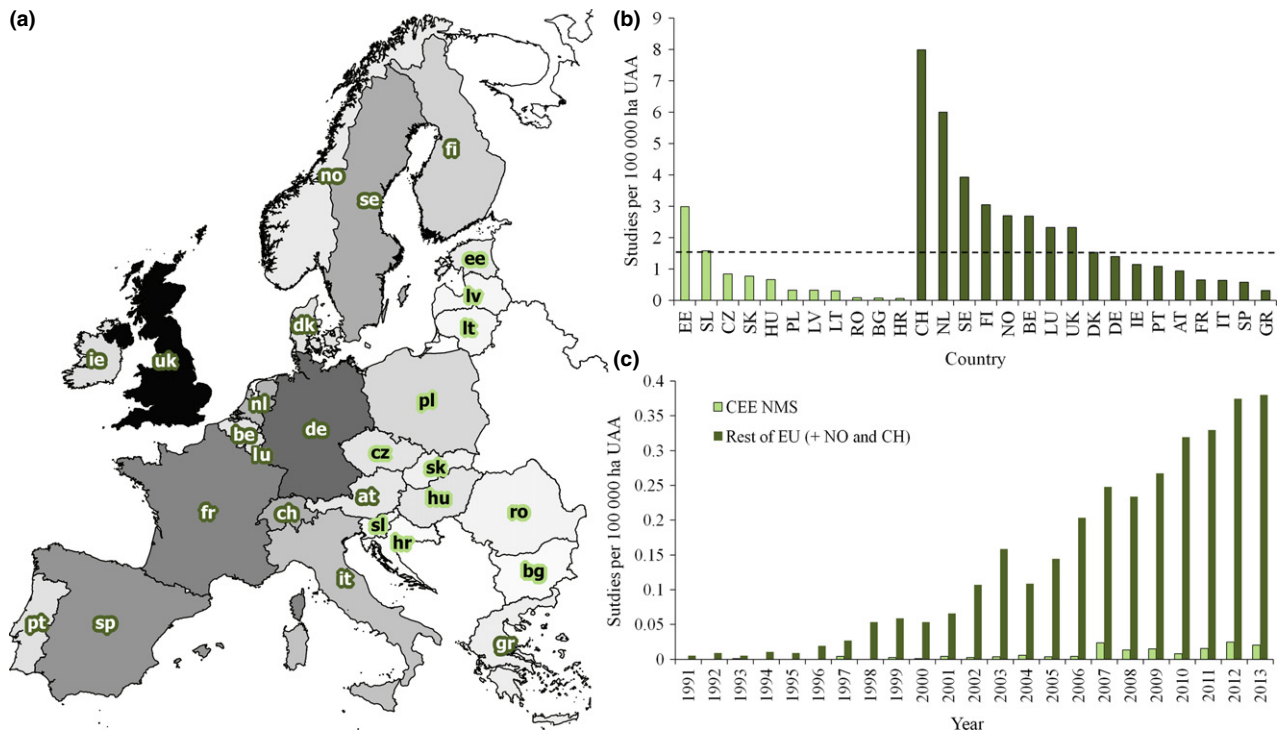 (a)
no
se
fi
ee
lv
lt
dk
ie
uk
nl
be
lu
de
pl
cz
sk
at
hu
ch
sl
hr
ro
bg
fr
it
pt
sp
gr
(b)
Studies per 100 000 ha UAA
9
8
7
6
5
4
3
2
1
0
EE SL CZ SK HU PL LV LT RO BG HR CH NL SE FI NO BE LU UK DK DE IE PT AT FR IT SP GR
Country
(c)
Sutdies per 100 000 ha UAA
0.4
0.35
0.3
0.25
0.2
0.15
0.1
0.05
0
CEE NMS
Rest of EU (+ NO and CH)
1991 1992 1993 1994 1995 1996 1997 1998 1999 2000 2001 2002 2003 2004 2005 2006 2007 2008 2009 2010 2011 2012 2013
Year